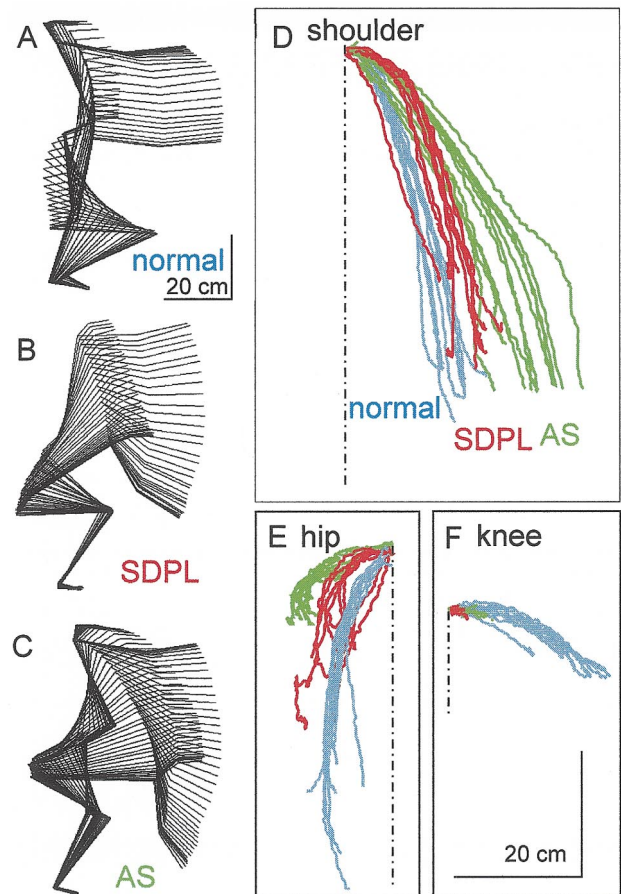 A
normal
20 cm
B
SDPL
C
AS
D shoulder
normal
SDPL AS
E hip
F knee
20 cm